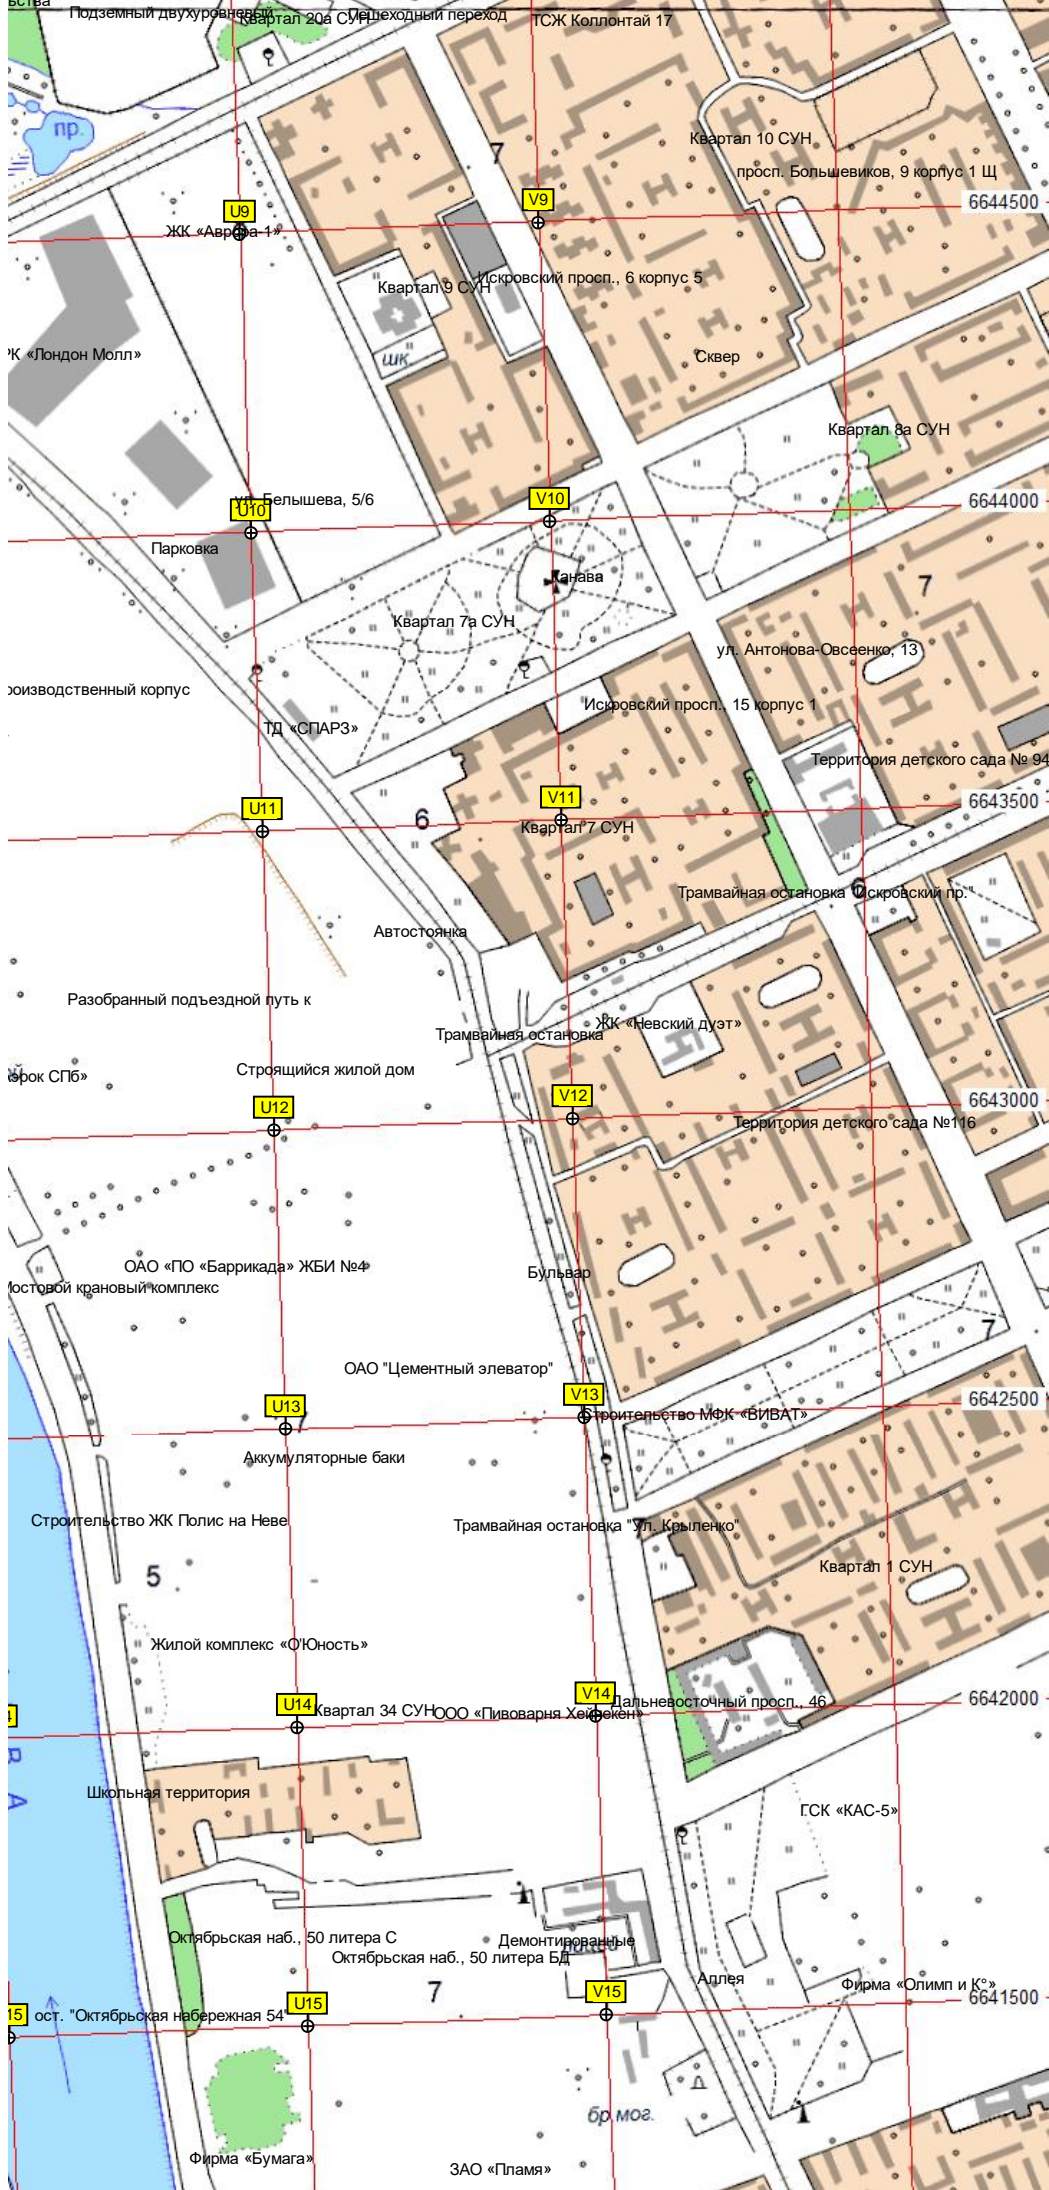 Подземный двухуровневый
Квартал 20а СУН
Пешеходный переход
ТСЖ Коллонтай 17
пр.
7
Квартал 10 СУН
просп. Большевиков, 9 корпус 1 Щ
U9
V9
6644500
ЖК «Аврора-1»
Искровский просп., 6 корпус 5
Квартал 9 СУН
«Лондон Молл»
шк.
Сквер
Квартал 8а СУН
ул. Белышева, 5/6
U10
V10
6644000
Парковка
Канава
7
Квартал 7а СУН
ул. Антонова-Овсеенко, 13
корпус
Искровский просп., 15 корпус 1
ТД «СПАРЗ»
Территория детского сада № 94
U11
V11
6643500
6
Квартал 7 СУН
6
Трамвайная остановка "Искровский пр."
Автостоянка
Разобранный подъездной путь к
ЖК «Невский дуэт»
Трамвайная остановка
Строящийся жилой дом
СПб»
U12
V12
6643000
Территория детского сада №116
ОАО «ПО «Баррикада» ЖБИ №4
Бульвар
крановый комплекс
7
ОАО "Цементный элеватор"
U13
V13
6642500
7
Строительство МФК «ВИВАТ»
Аккумуляторные баки
Строительство ЖК Полис на Неве
Трамвайная остановка "Ул. Крыленко"
7
Квартал 1 СУН
5
Жилой комплекс «О'Юность»
U14
V14
6642000
Квартал 34 СУН
ООО «Пивоварня Хейнекен»
Дальневосточный просп., 46
В А
Школьная территория
ГСК «КАС-5»
Октябрьская наб., 50 литера С
Демонтированные
Октябрьская наб., 50 литера БД
7
Аллея
Фирма «Олимп и К°»
15
ост. "Октябрьская набережная 54"
U15
V15
6641500
бр.мог.
Фирма «Бумага»
ЗАО «Пламя»